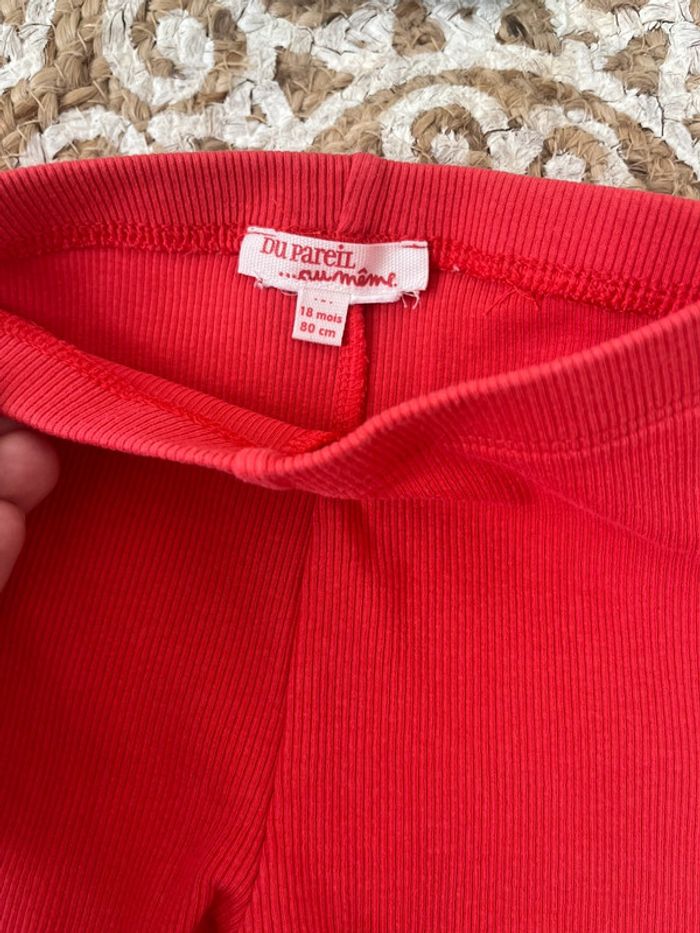 DU PAREIL
...au même
18 mois
80 cm